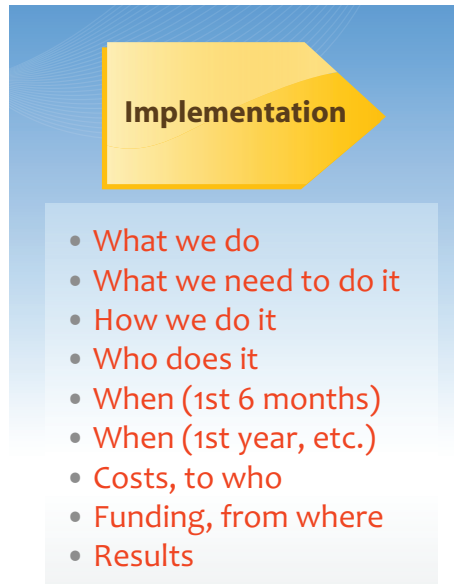 Implementation
• What we do
• What we need to do it
• How we do it
• Who does it
• When (1st 6 months)
• When (1st year, etc.)
• Costs, to who
• Funding, from where
• Results